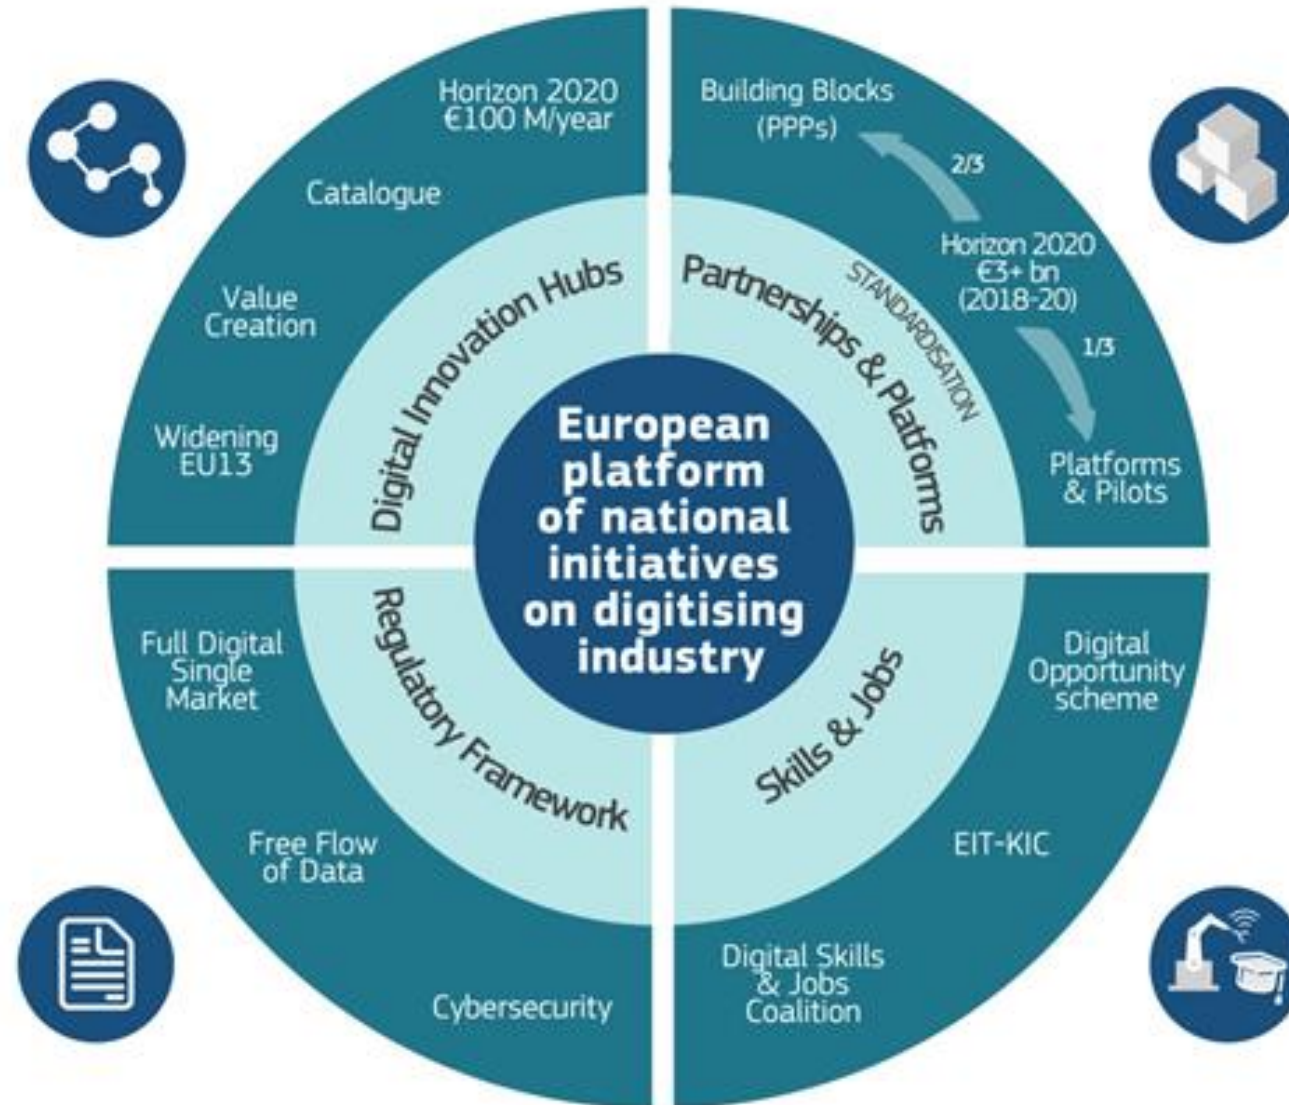 Horizon 2020
€100 M/year
Catalogue
Value
Creation
Widening
EU13
Digital Innovation Hubs
Building Blocks
(PPPs)
2/3
Horizon 2020
€3+ bn
(2018-20)
1/3
Platforms
& Pilots
STANDARDISATION
Partnerships & Platforms
European
platform
of national
initiatives
on digitising
industry
Regulatory Framework
Full Digital
Single
Market
Free Flow
of Data
Cybersecurity
Skills & Jobs
Digital
Opportunity
scheme
EIT-KIC
Digital Skills
& Jobs
Coalition